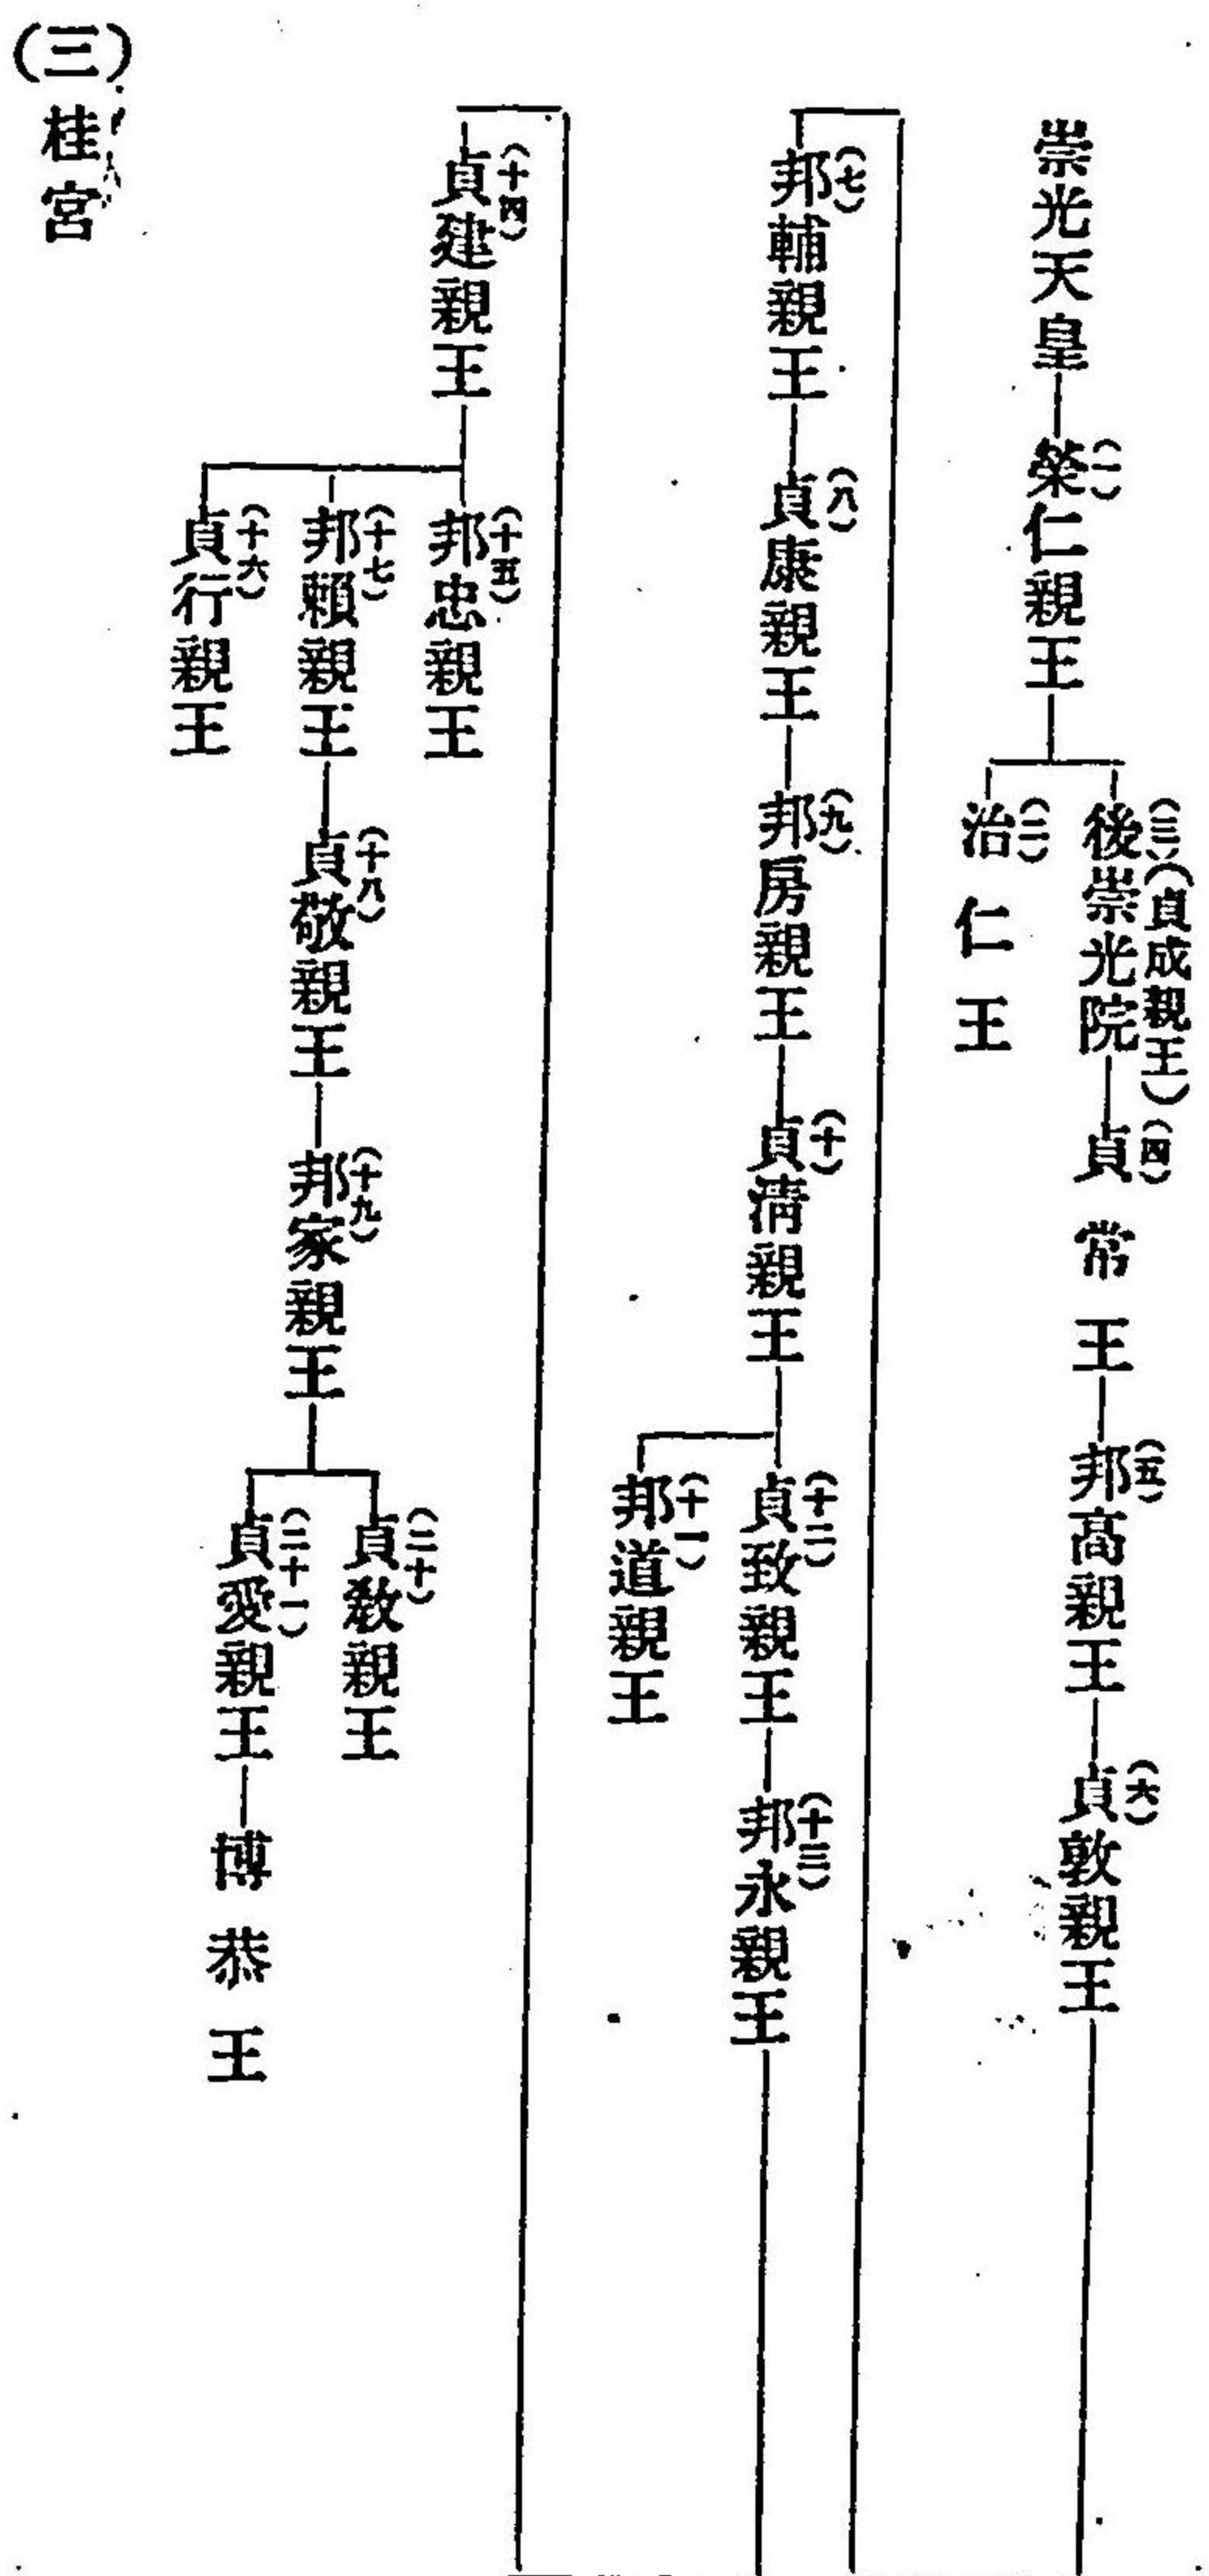 崇光天皇
(一)
榮仁親王
(三)(貞成親王)
後崇光院
(二)
治仁王
(四)
貞常王
(五)
邦高親王
(六)
貞敦親王
(七)
邦輔親王
(八)
貞康親王
(九)
邦房親王
(十)
貞淸親王
(十二)
貞致親王
(十一)
邦道親王
(十三)
邦永親王
(十四)
貞建親王
(十五)
邦忠親王
(十七)
邦賴親王
(十六)
貞行親王
(十八)
貞敬親王
(十九)
邦家親王
(二十)
貞敎親王
(二十一)
貞愛親王
博恭王
(三)桂宮